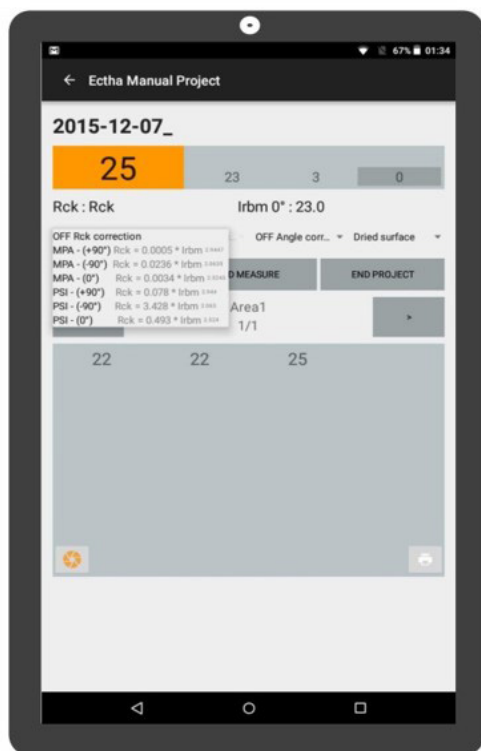 67% 01:34
Ectha Manual Project
2015-12-07_
25 23 3 0
Rck : Rck Irbm 0° : 23.0
OFF Rck correction
OFF Angle corr... Dried surface
MPA - (+90°) Rck = 0.0005 * Irbm
MPA - (-90°) Rck = 0.0236 * Irbm
MPA - (0°) Rck = 0.0034 * Irbm
MEASURE END PROJECT
PSI - (+90°) Rck = 0.078 * Irbm
PSI - (-90°) Rck = 3.428 * Irbm
PSI - (0°) Rck = 0.493 * Irbm
Area1
1/1 >
22 22 25